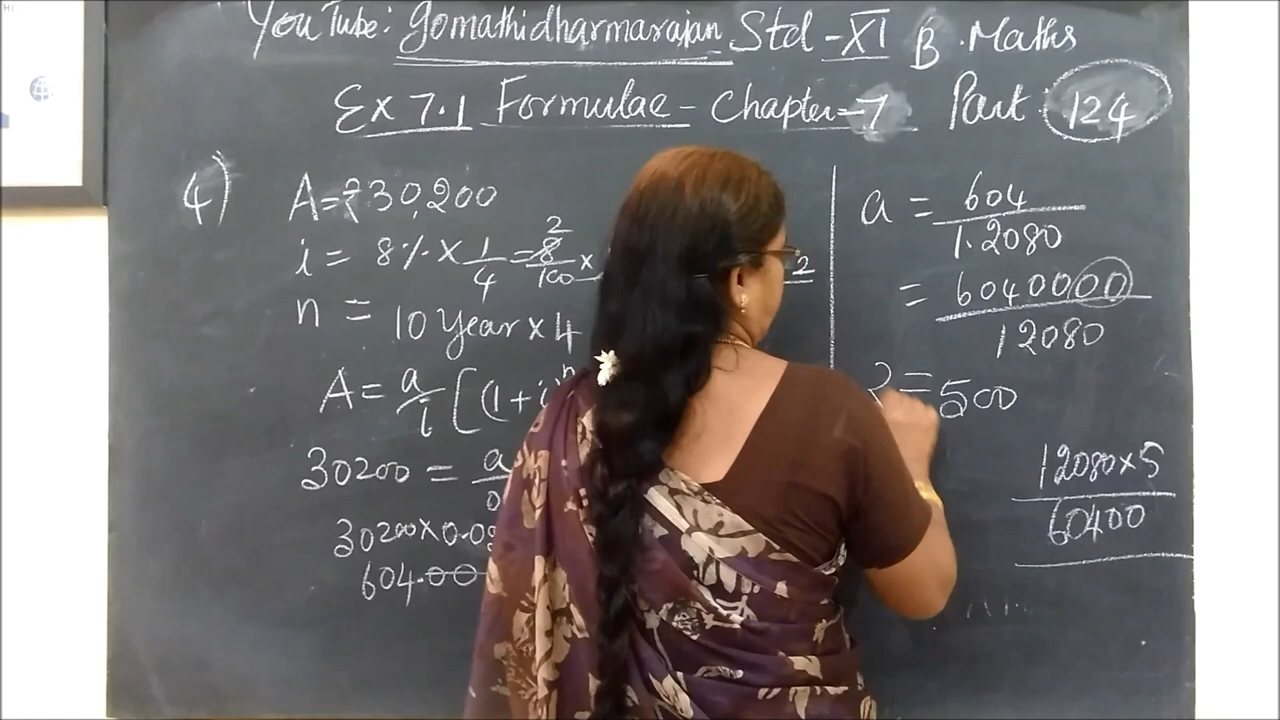 YouTube: Gomathidharmarajan Std-XI B.Maths
Ex 7.1 Formulae - Chapter-7 Part: 124
4) A=₹30,200
i = 8% × 1/4 = 8/100 ×
2
2
n = 10 year × 4
A = a/i [(1+i)n
30200 = a
30200×0.0
604.00
a = 604/1.2080
= 6040000/12080
= 500
12080×5
60400